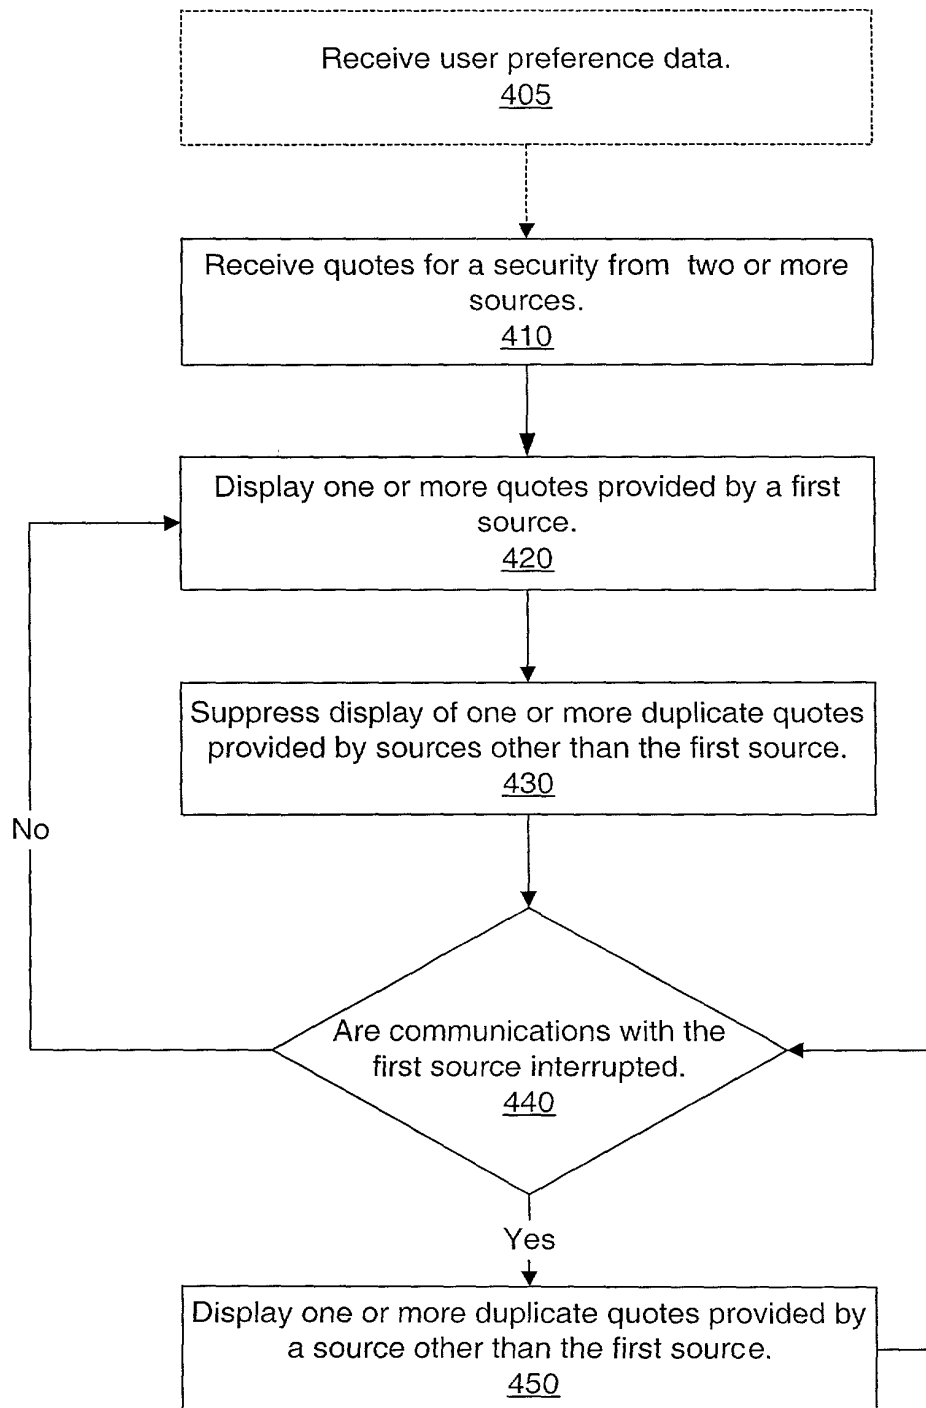 Receive user preference data.
405
Receive quotes for a security from two or more
sources.
410
Display one or more quotes provided by a first
source.
420
Suppress display of one or more duplicate quotes
provided by sources other than the first source.
430
No
Are communications with the
first source interrupted.
440
Yes
Display one or more duplicate quotes provided by
a source other than the first source.
450